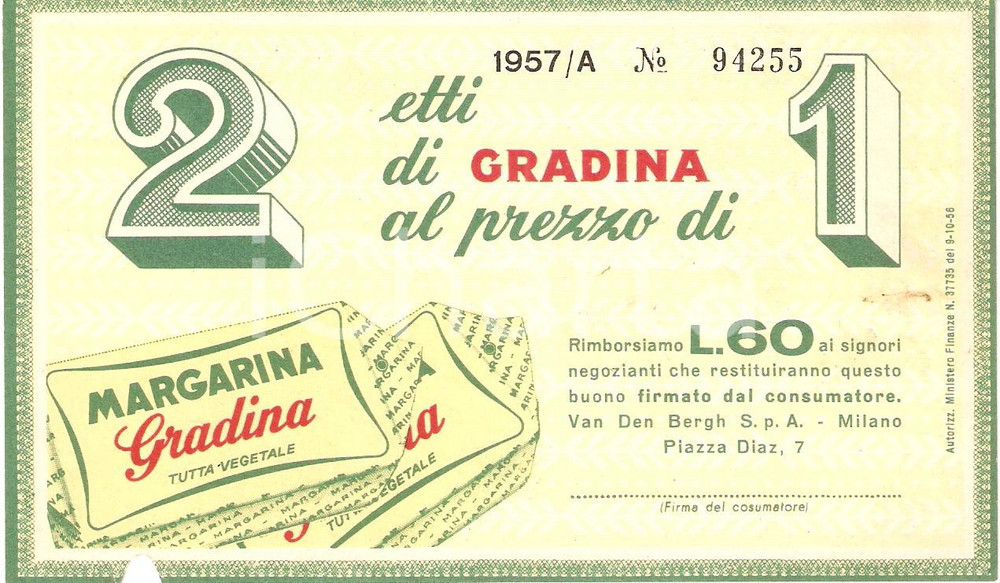 1957/A № 94255
2 etti
di GRADINA
al prezzo di 1
MARGARINA
Gradina
TUTTA VEGETALE
Rimborsiamo L.60 ai signori
negozianti che restituiranno questo
buono firmato dal consumatore.
Van Den Bergh S.p.A. - Milano
Piazza Diaz, 7
(Firma del cosumatore)
Autorizz. Ministero Finanze N. 37735 del 9-10-56